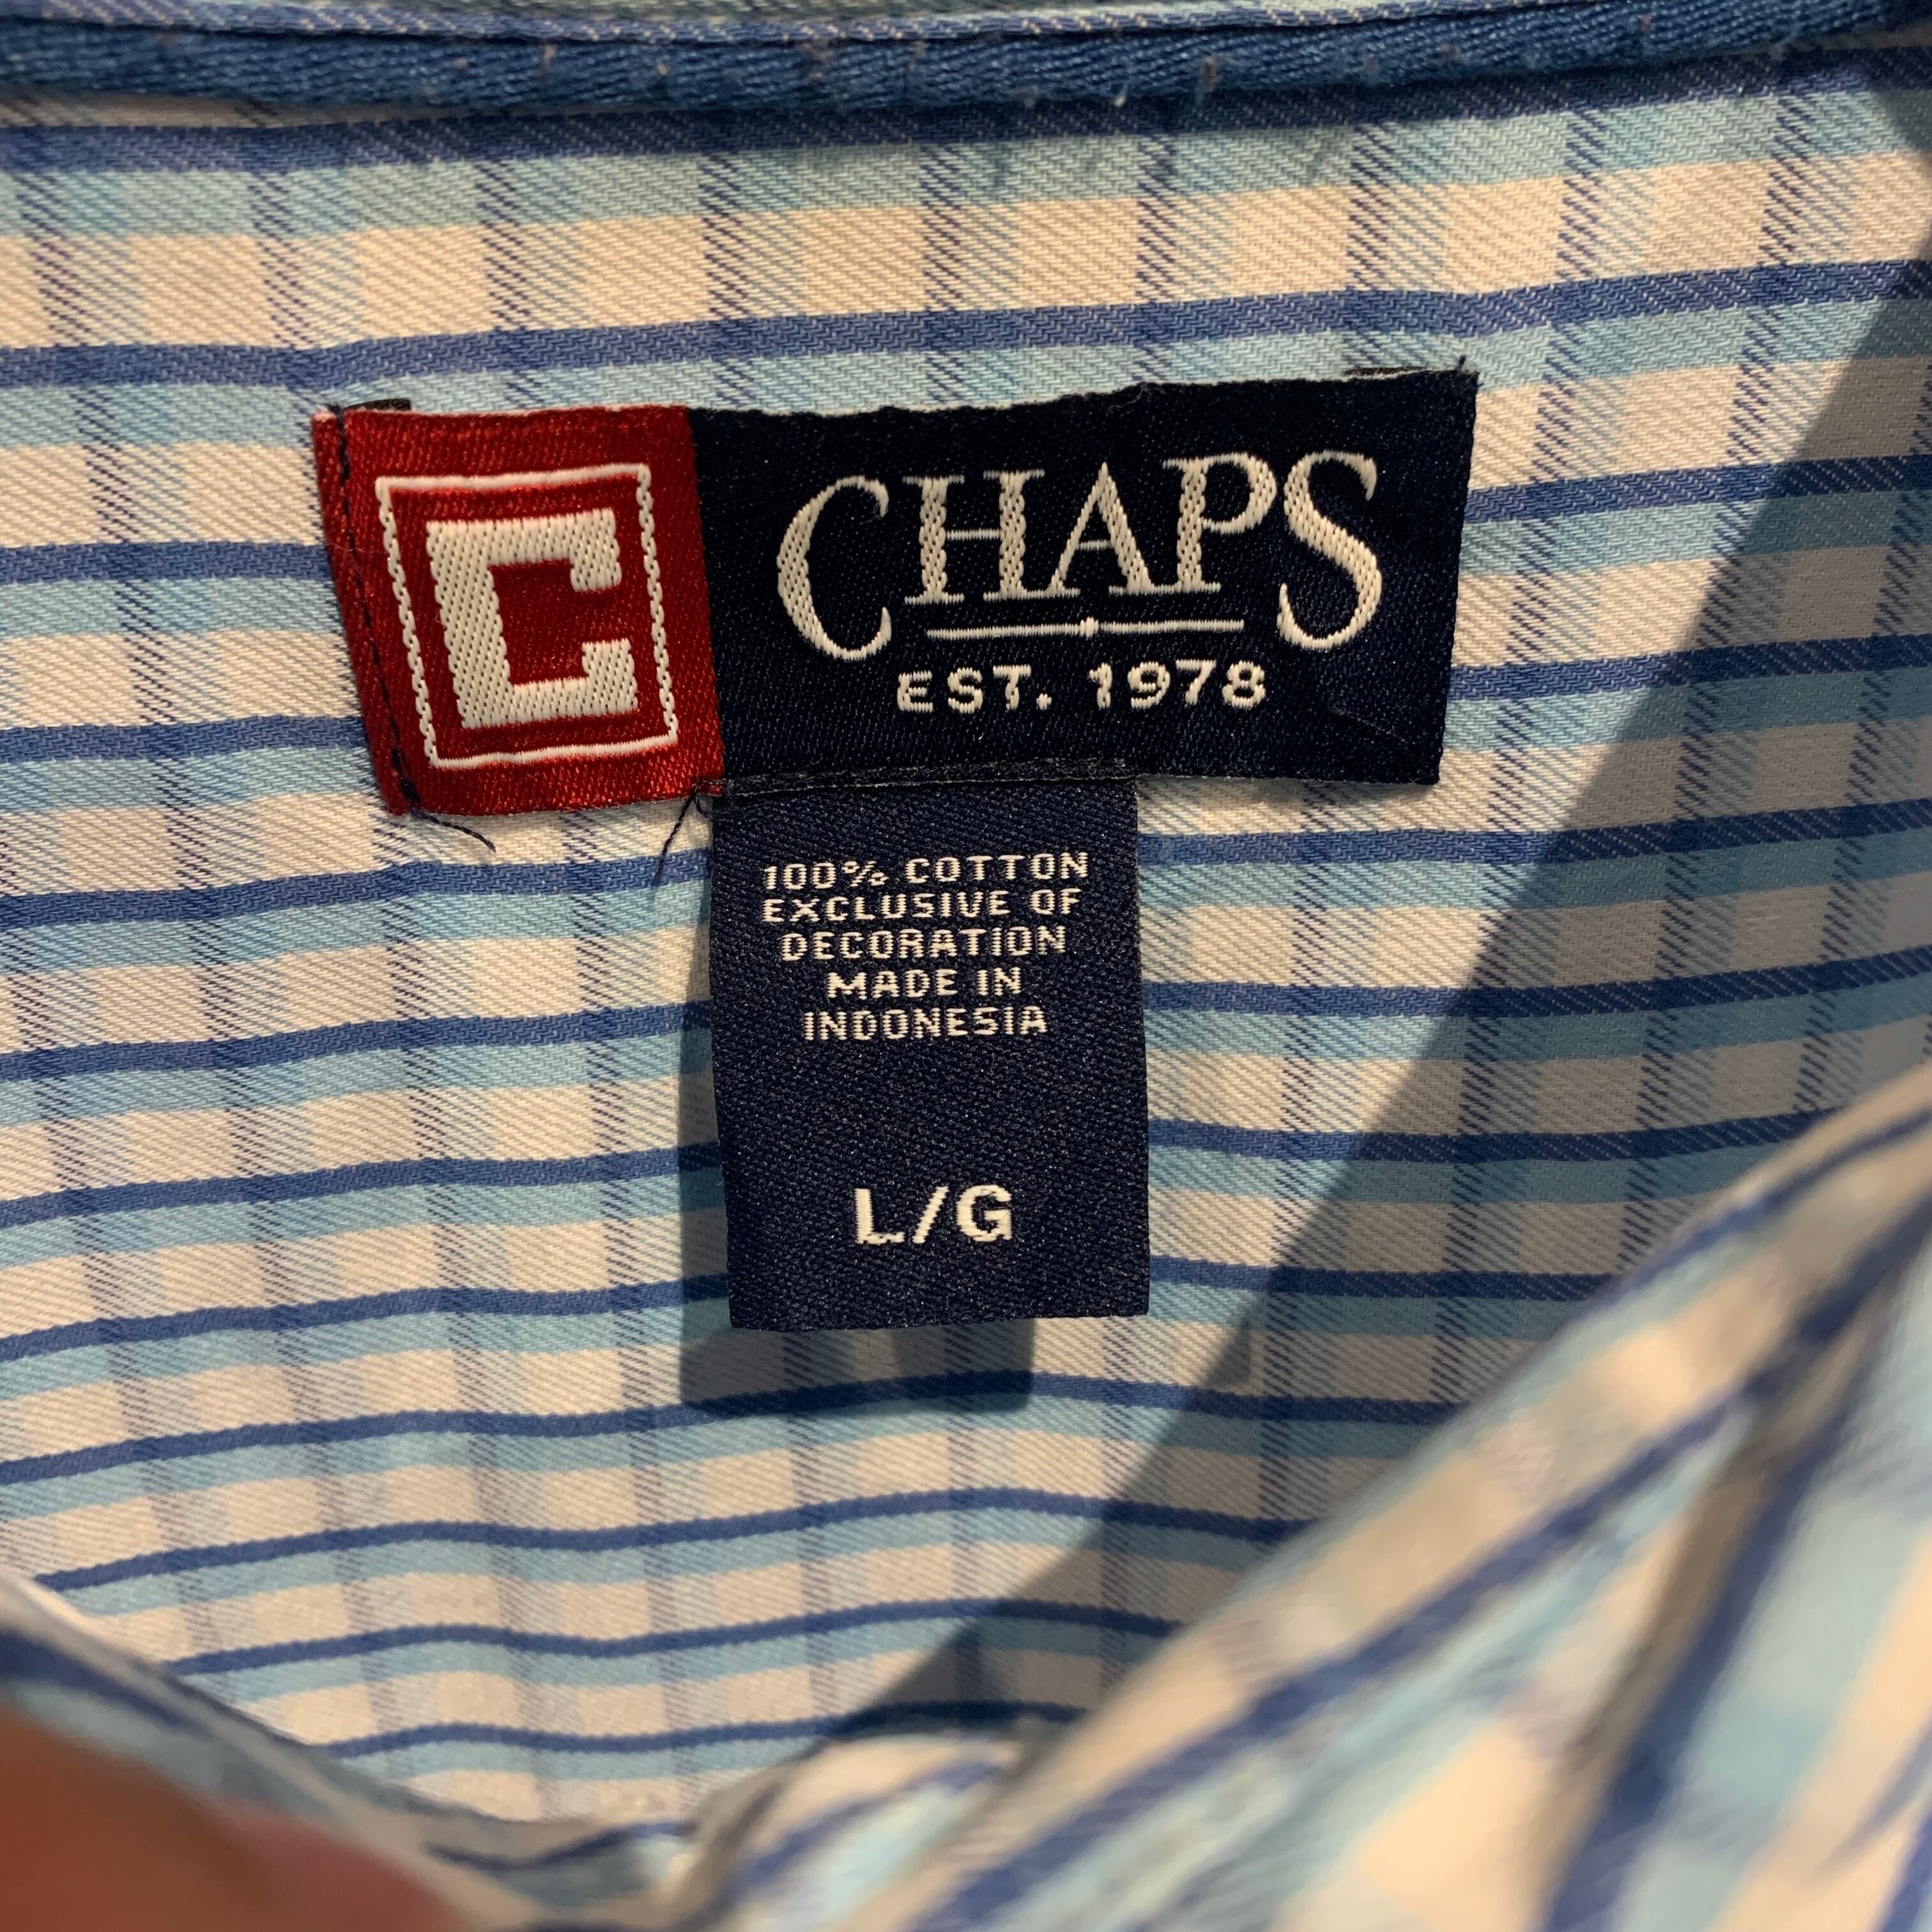 C
CHAPS
EST. 1978
100% COTTON
EXCLUSIVE OF
DECORATION
MADE IN
INDONESIA
L/G